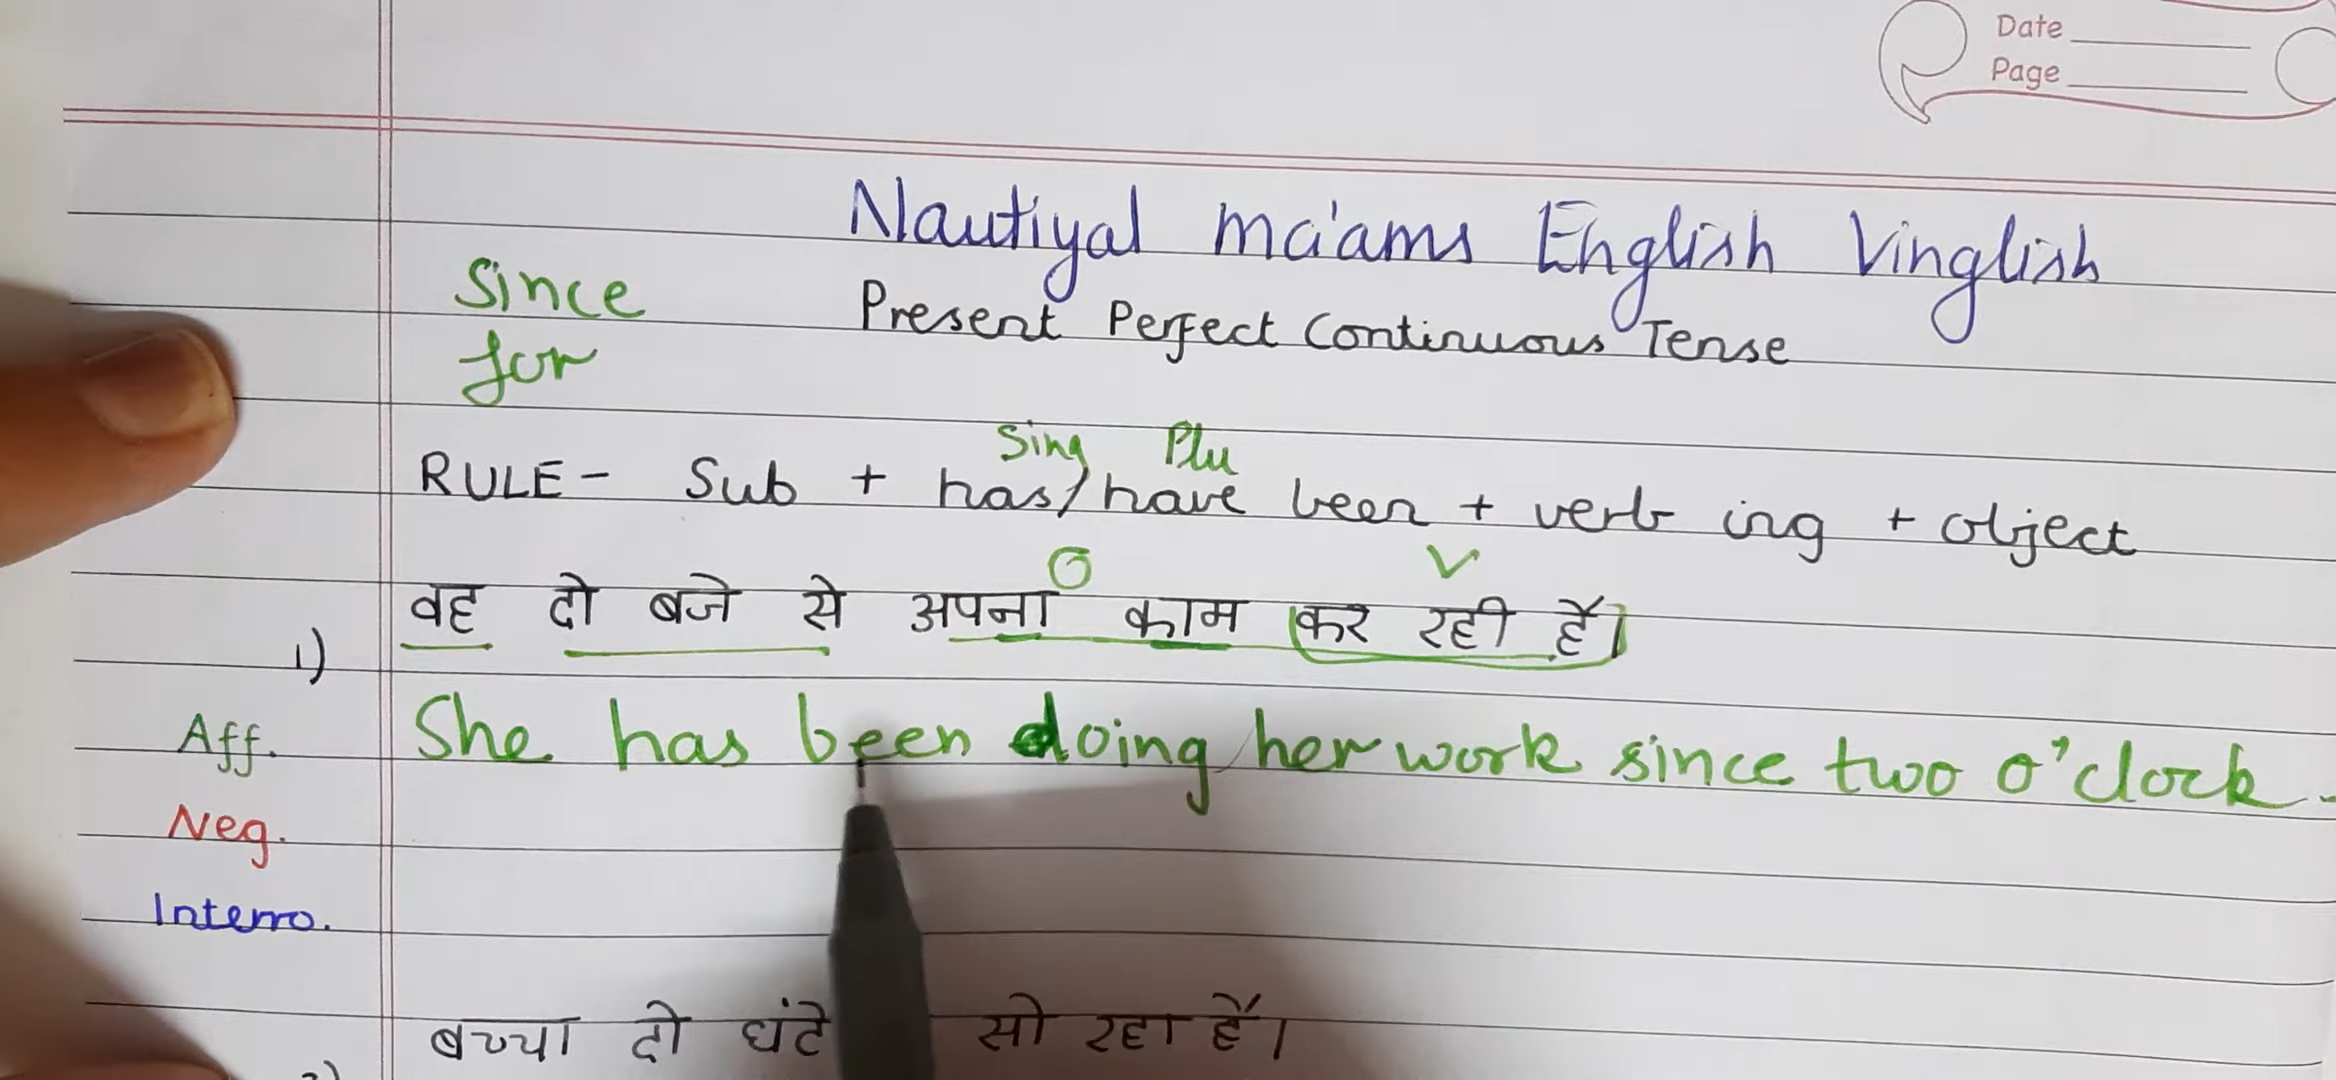 Date
Page
Nautiyal ma'ams English Vinglish
Since
Present Perfect Continuous Tense
for
Sing Plu
RULE - Sub + has/have been + verb ing + object
O V
1) वह दो बजे से अपना काम कर रही हैं।
Aff. She has been doing her work since two o'clock.
Neg.
Interro.
बच्चा दो घंटे सो रहा हैं।